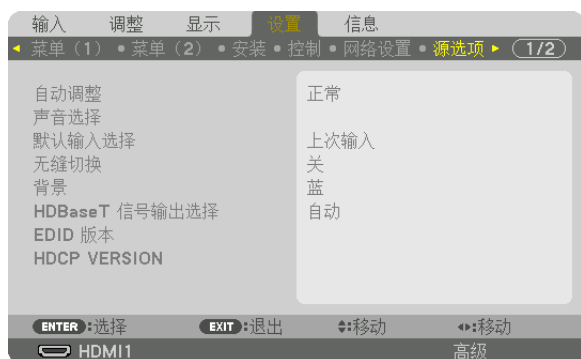 输入 调整 显示 设置 信息
菜单（1） ● 菜单（2） ● 安装 ● 控制 ● 网络设置 ● 源选项 ▶ 1/2
自动调整 正常
声音选择
默认输入选择 上次输入
无缝切换 关
背景 蓝
HDBaseT 信号输出选择 自动
EDID 版本
HDCP VERSION
ENTER:选择 EXIT:退出 :移动 :移动
HDMI1 高级